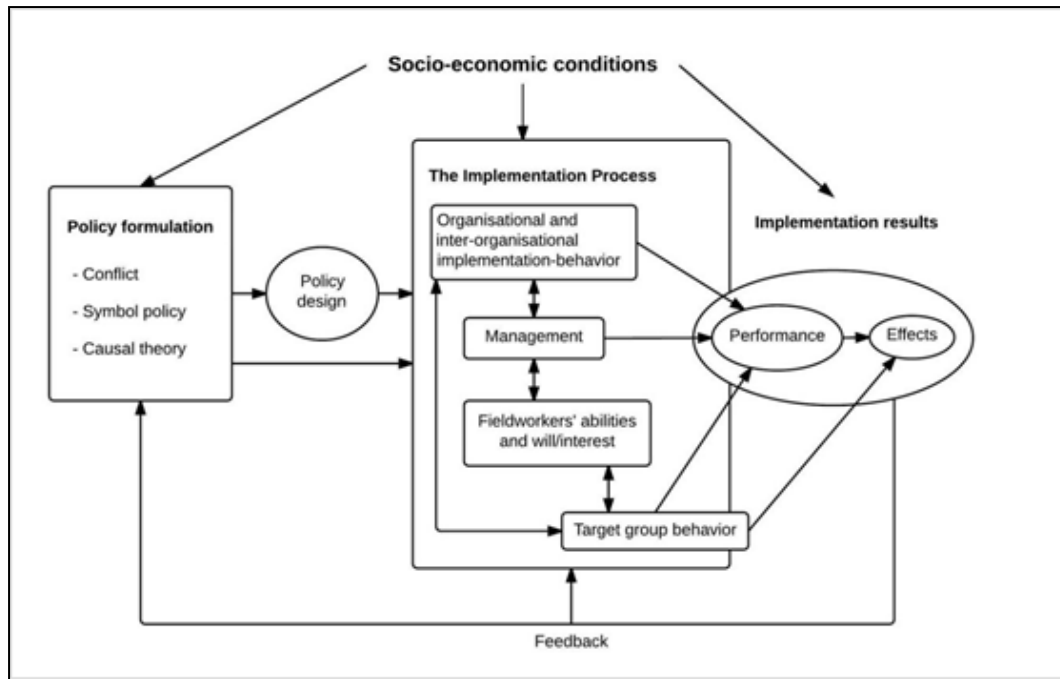 Socio-economic conditions
The Implementation Process
Policy formulation
- Conflict
- Symbol policy
- Causal theory
Policy
design
Organisational and
inter-organisational
implementation-behavior
Management
Fieldworkers' abilities
and will/interest
Target group behavior
Implementation results
Performance
Effects
Feedback